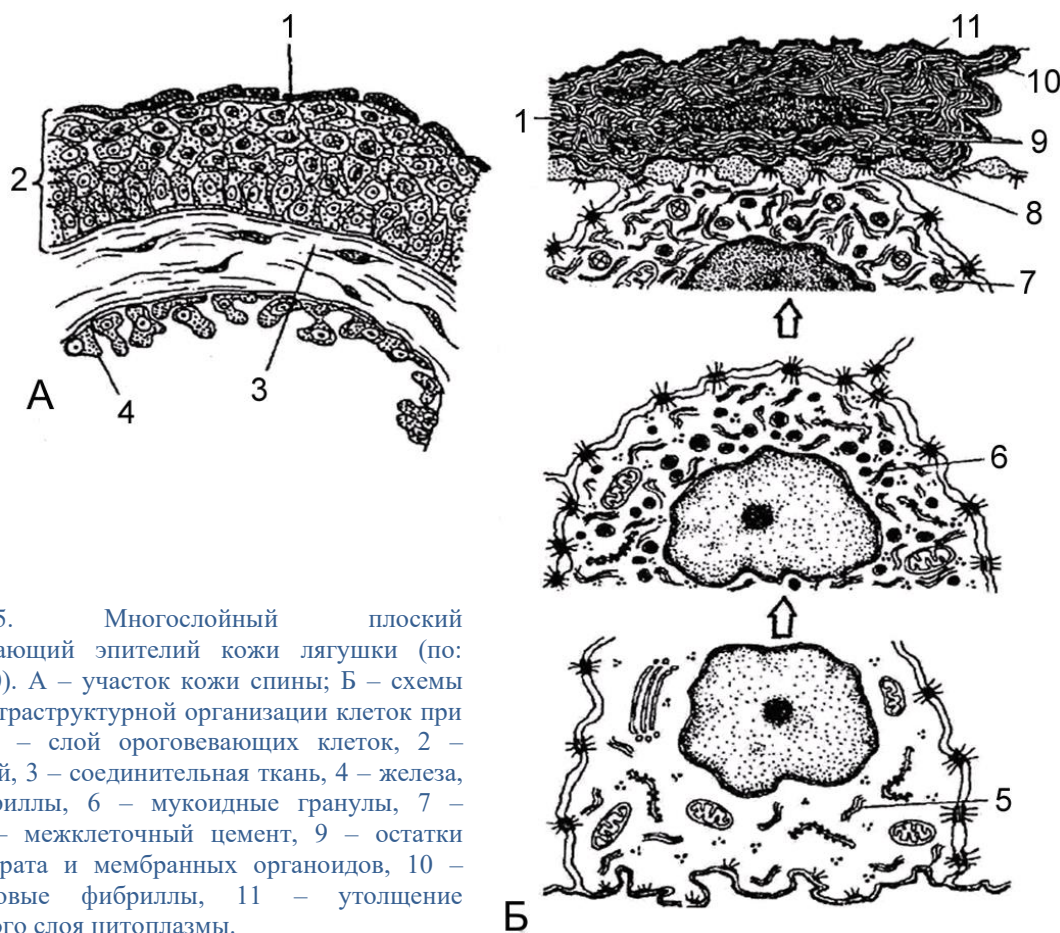 1
2
3
4
А
11
10
1
9
8
7
6
5
Б
5. Многослойный плоский
ающий эпителий кожи лягушки (по:
). А – участок кожи спины; Б – схемы
траструктурной организации клеток при
– слой ороговевающих клеток, 2 –
й, 3 – соединительная ткань, 4 – железа,
риллы, 6 – мукоидные гранулы, 7 –
– межклеточный цемент, 9 – остатки
рата и мембранных органоидов, 10 –
овые фибриллы, 11 – утолщение
ого слоя цитоплазмы.